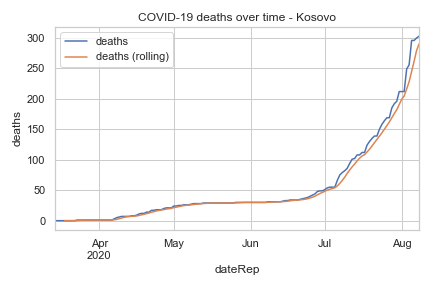 COVID-19 deaths over time - Kosovo
deaths
deaths (rolling)
300
250
200
150
100
50
0
deaths
Apr
2020
May
Jun
Jul
Aug
dateRep